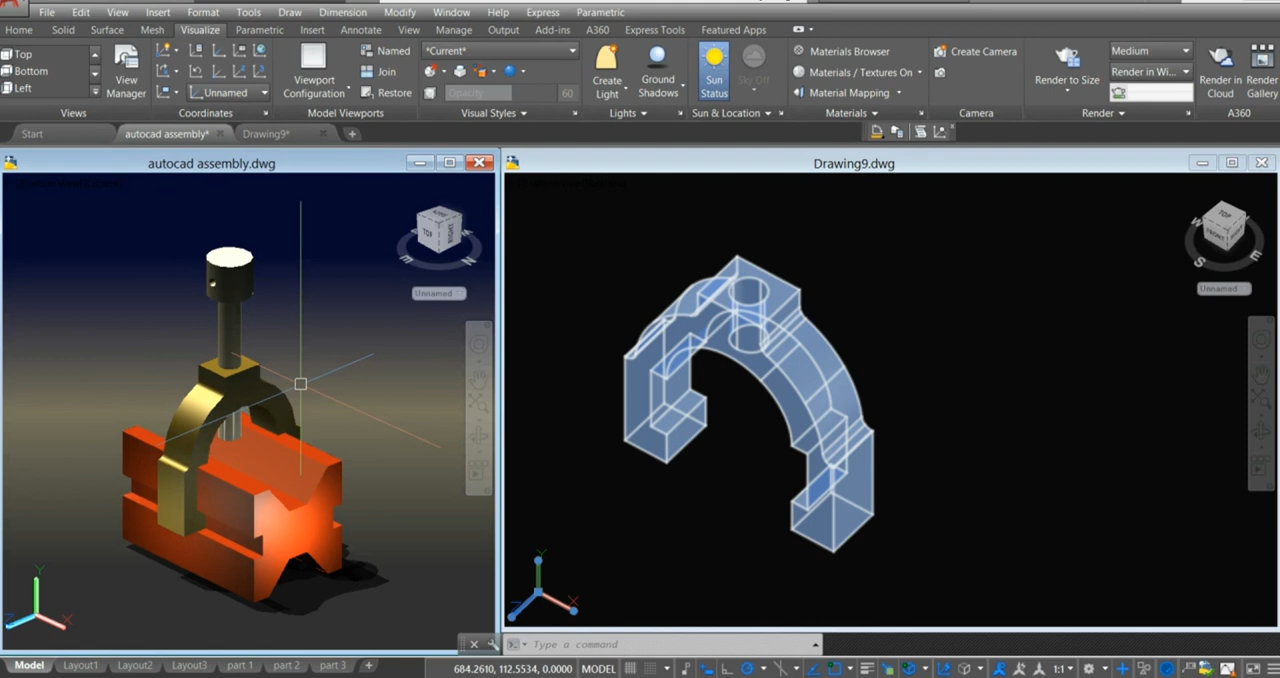 File Edit View Insert Format Tools Draw Dimension Modify Window Help Express Parametric
Home Solid Surface Mesh Visualize Parametric Insert Annotate View Manage Output Add-ins A360 Express Tools Featured Apps
Top
Bottom
Left
View
Manager
Unnamed
Viewport
Configuration
Named
Join
Restore
*Current*
Opacity 60
Create
Light
Ground
Shadows
Sun
Status
Sky Off
Materials Browser
Materials / Textures On
Material Mapping
Create Camera
Render to Size
Medium
Render in Wi...
Render in
Cloud
Render
Gallery
Views Coordinates Model Viewports Visual Styles Lights Sun & Location Materials Camera Render A360
Start autocad assembly* Drawing9*
autocad assembly.dwg
Drawing9.dwg
TOP
N
E
Unnamed
TOP
FRONT
W
S
E
Unnamed
Y
X
Z
Y
X
Z
Type a command
Model Layout1 Layout2 Layout3 part 1 part 2 part 3
684.2610, 112.5534, 0.0000 MODEL 1:1